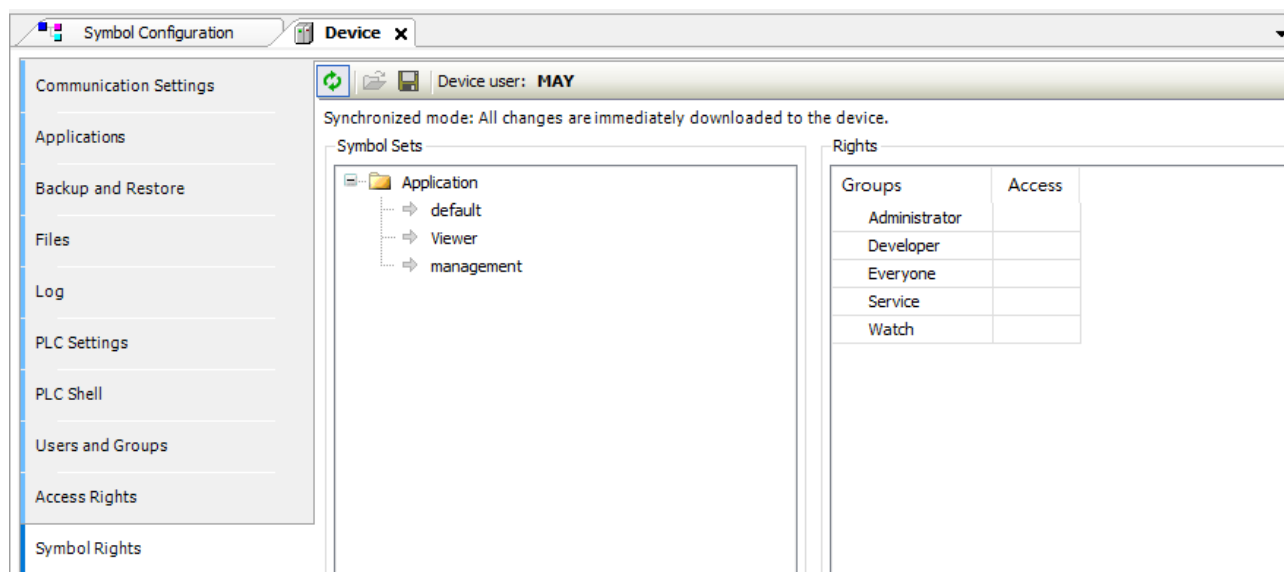 Symbol Configuration
Device
Communication Settings
Applications
Backup and Restore
Files
Log
PLC Settings
PLC Shell
Users and Groups
Access Rights
Symbol Rights
Device user: MAY
Synchronized mode: All changes are immediately downloaded to the device.
Symbol Sets
Application
default
Viewer
management
Rights
Groups Access
Administrator
Developer
Everyone
Service
Watch